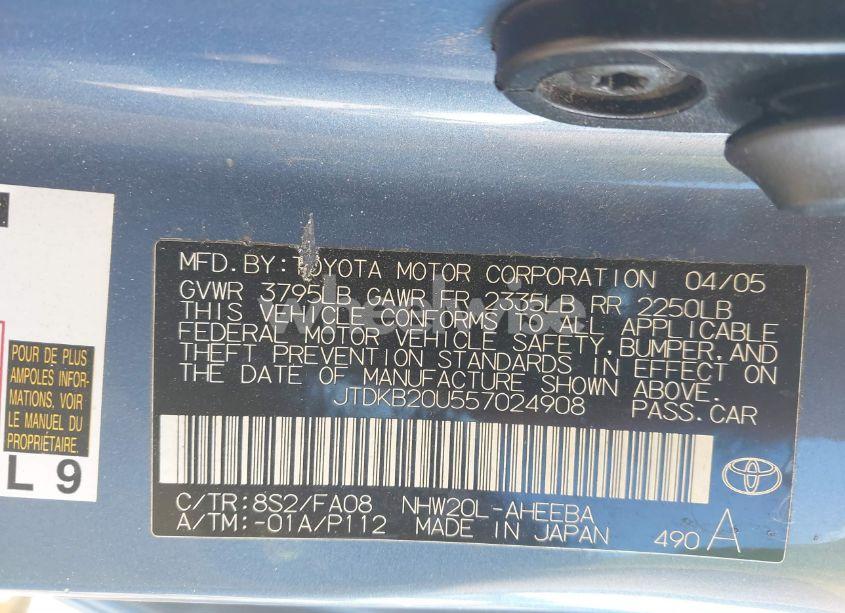 MFD. BY: TOYOTA MOTOR CORPORATION 04/05
GVWR 3795LB GAWR FR 2335LB RR 2250LB
THIS VEHICLE CONFORMS TO ALL APPLICABLE
FEDERAL MOTOR VEHICLE SAFETY, BUMPER, AND
THEFT PREVENTION STANDARDS IN EFFECT ON
THE DATE OF MANUFACTURE SHOWN ABOVE.
JTDKB20U557024908 PASS. CAR
C/TR: 8S2/FA08 NHW20L-AHEEBA
A/TM: -01A/P112 MADE IN JAPAN 490 A
wheelwise
POUR DE PLUS
AMPOLES INFOR-
MATIONS, VOIR
LE MANUEL DU
PROPRIÉTAIRE.
L 9